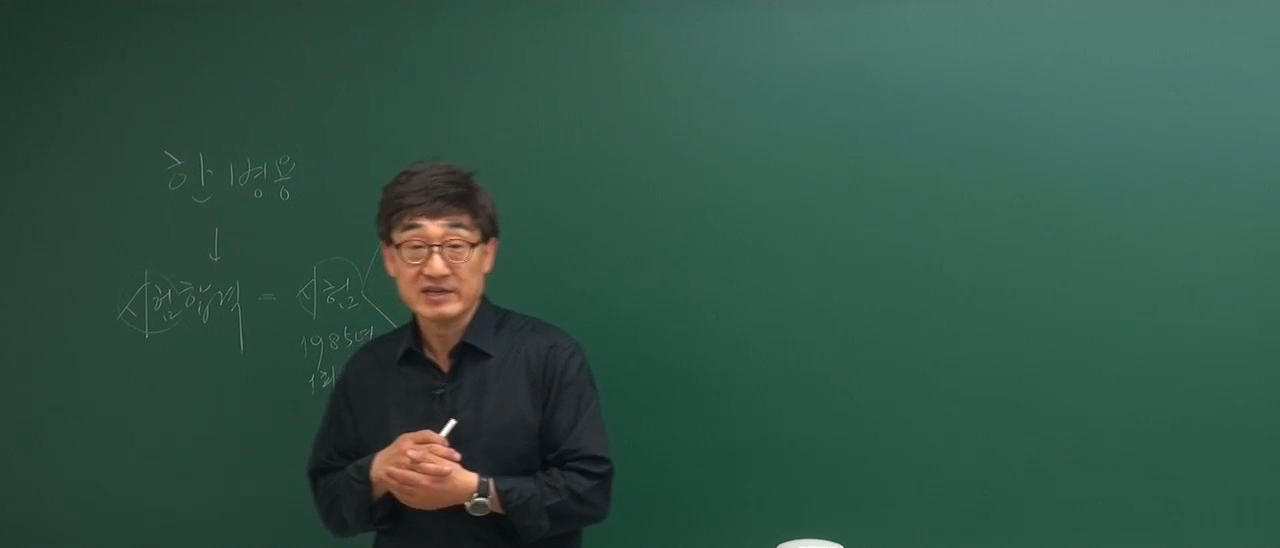 한병용
↓
시험합격 = 시험
1985년
1회